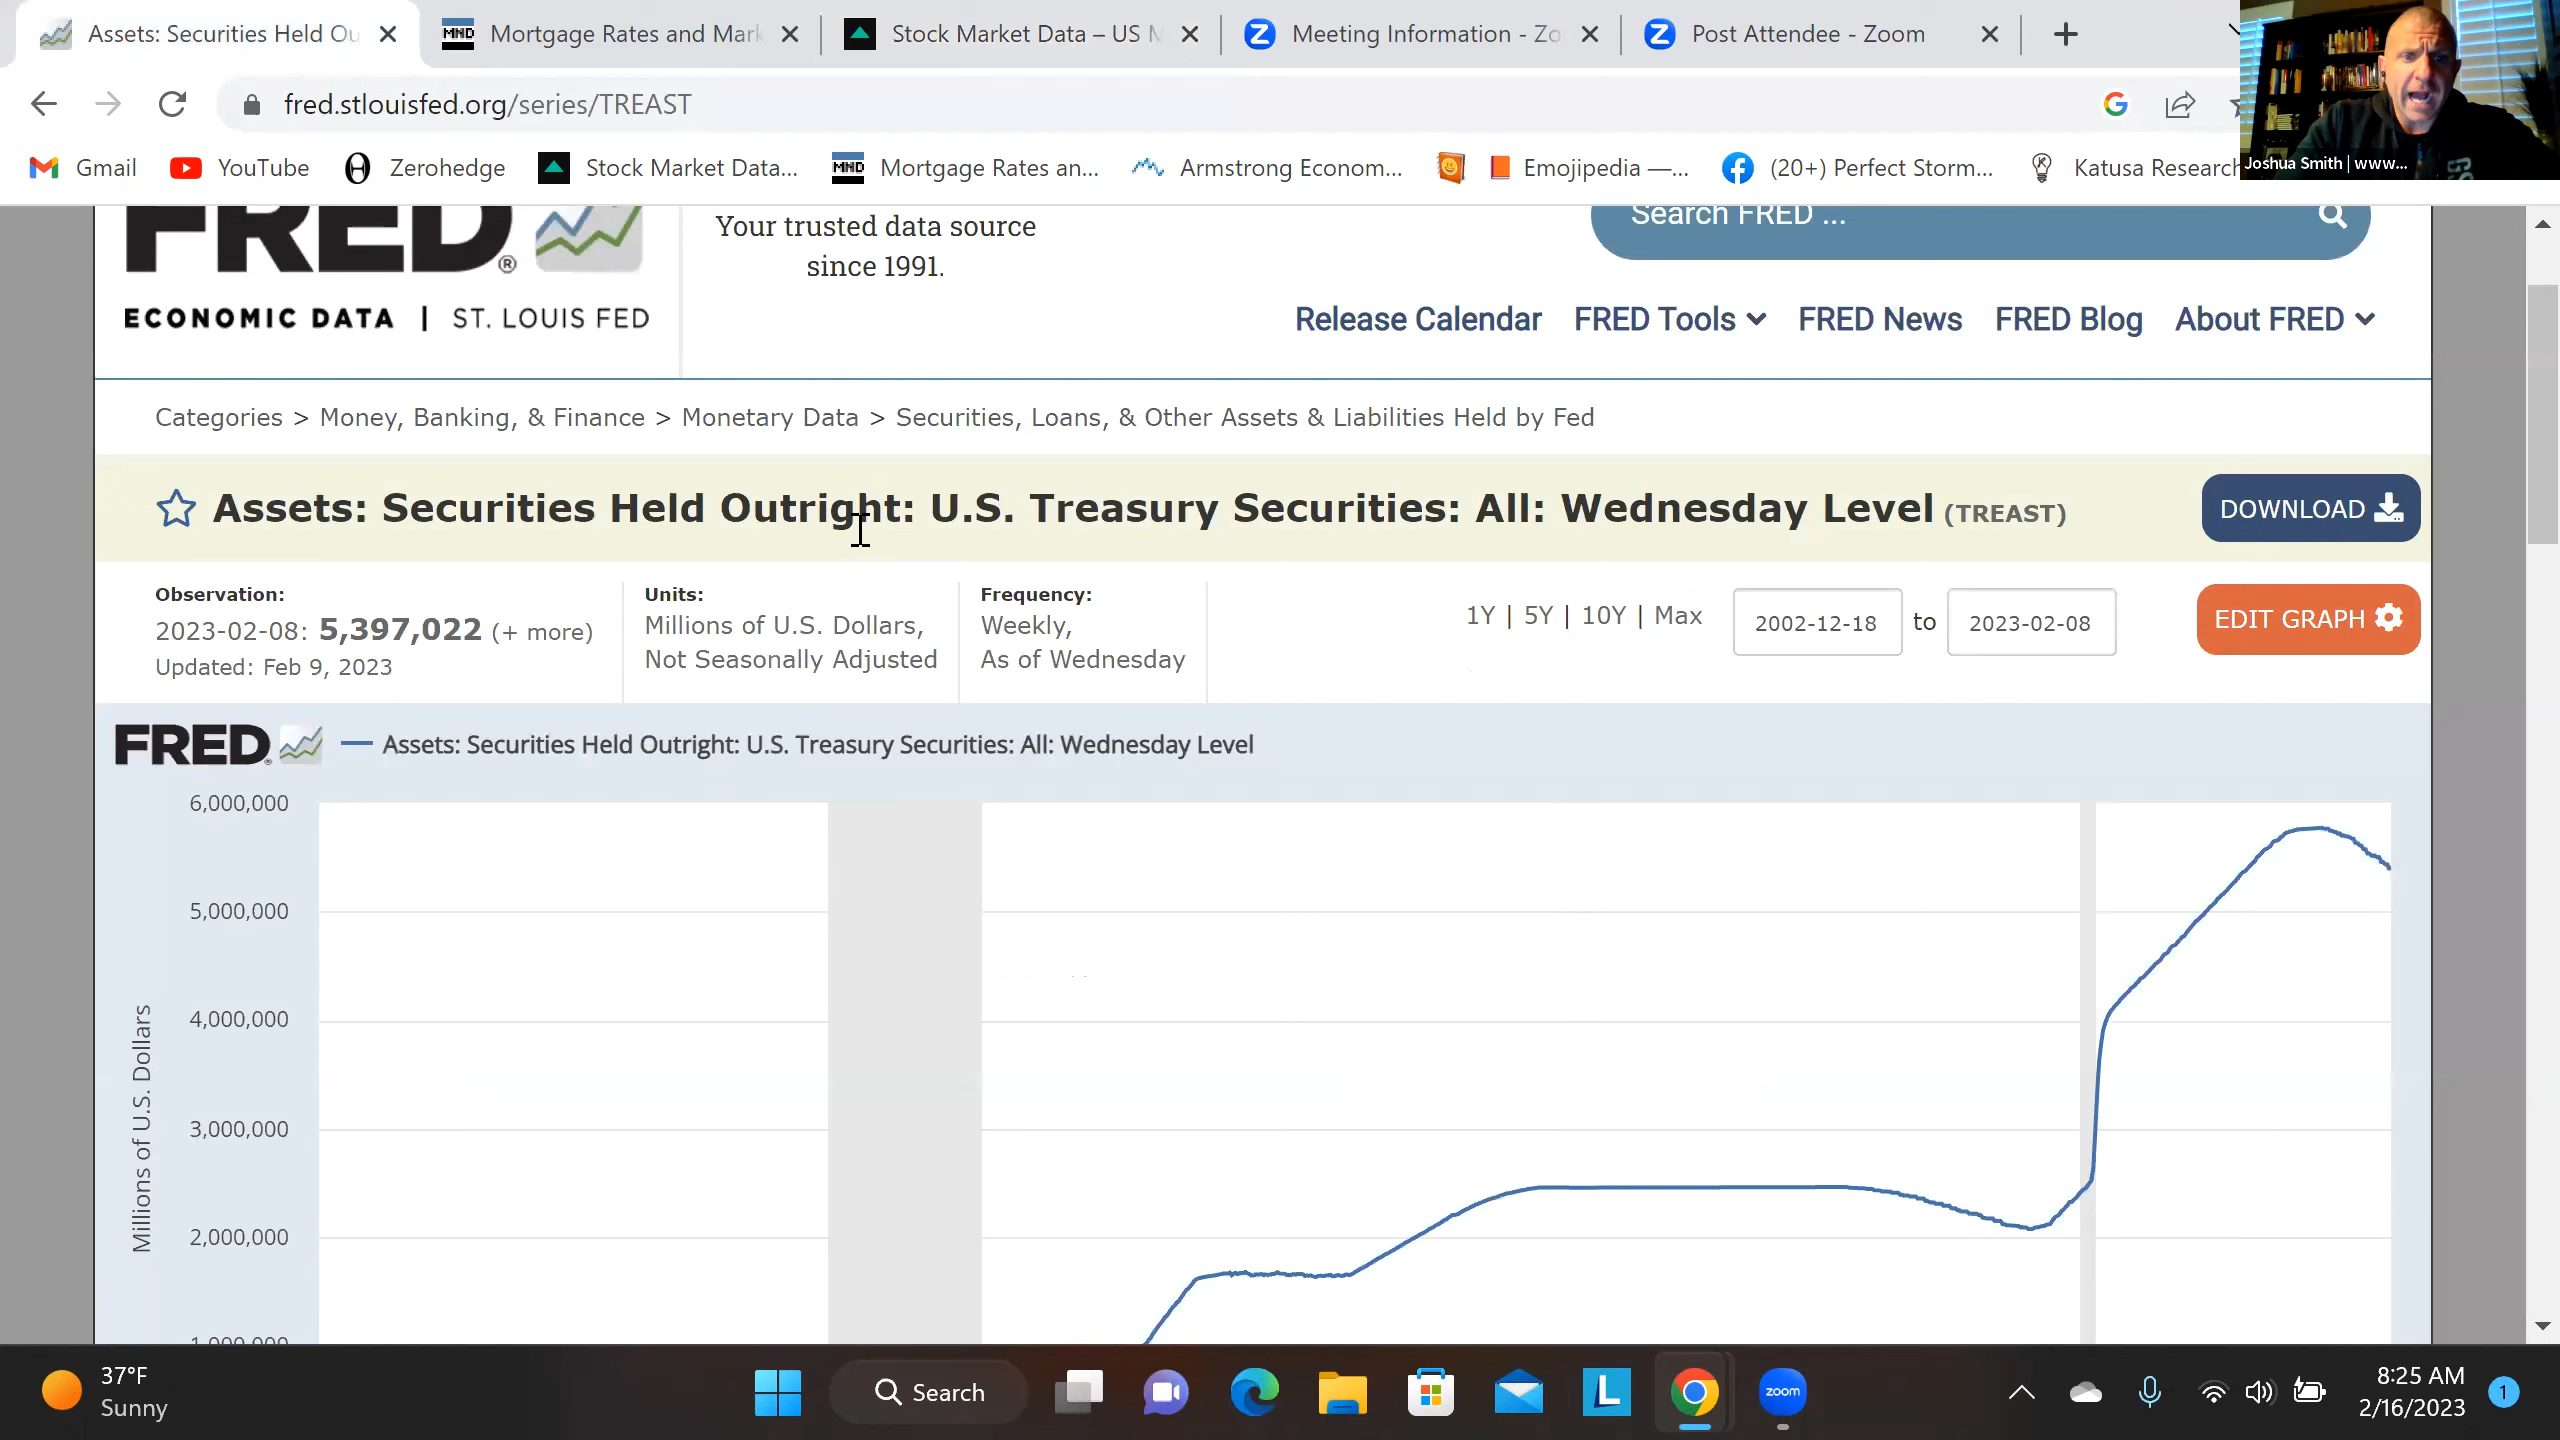 Assets: Securities Held Ou
Mortgage Rates and Mark
Stock Market Data – US M
Meeting Information - Zo
Post Attendee - Zoom
fred.stlouisfed.org/series/TREAST
Gmail
YouTube
Zerohedge
Stock Market Data...
MND
Mortgage Rates an...
Armstrong Econom...
Emojipedia —...
(20+) Perfect Storm...
Katusa Research
Joshua Smith | www...
FRED®
ECONOMIC DATA | ST. LOUIS FED
Your trusted data source
since 1991.
Search FRED ...
Release Calendar
FRED Tools
FRED News
FRED Blog
About FRED
Categories > Money, Banking, & Finance > Monetary Data > Securities, Loans, & Other Assets & Liabilities Held by Fed
Assets: Securities Held Outright: U.S. Treasury Securities: All: Wednesday Level (TREAST)
DOWNLOAD
Observation:
2023-02-08: 5,397,022 (+ more)
Updated: Feb 9, 2023
Units:
Millions of U.S. Dollars,
Not Seasonally Adjusted
Frequency:
Weekly,
As of Wednesday
1Y | 5Y | 10Y | Max
2002-12-18 to 2023-02-08
EDIT GRAPH
FRED
Assets: Securities Held Outright: U.S. Treasury Securities: All: Wednesday Level
Millions of U.S. Dollars
6,000,000
5,000,000
4,000,000
3,000,000
2,000,000
1,000,000
37°F
Sunny
Search
zoom
8:25 AM
2/16/2023
1